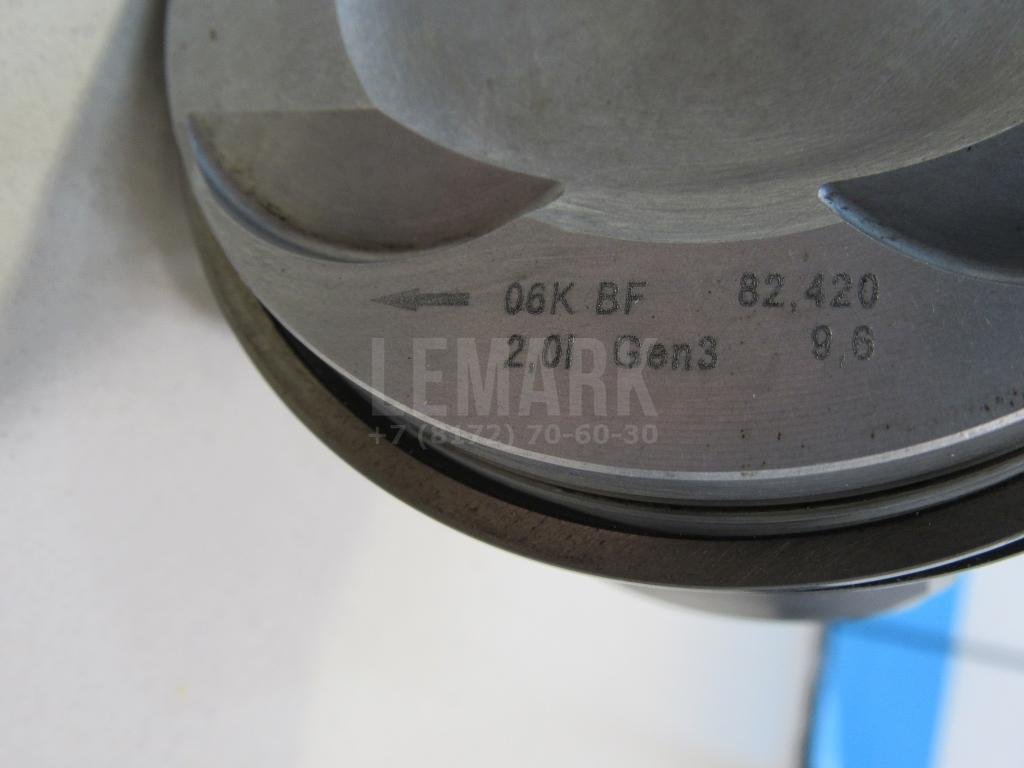 06K BF 82,420
2,0l Gen3 9,6
LEMARK
+7 (8172) 70-60-30